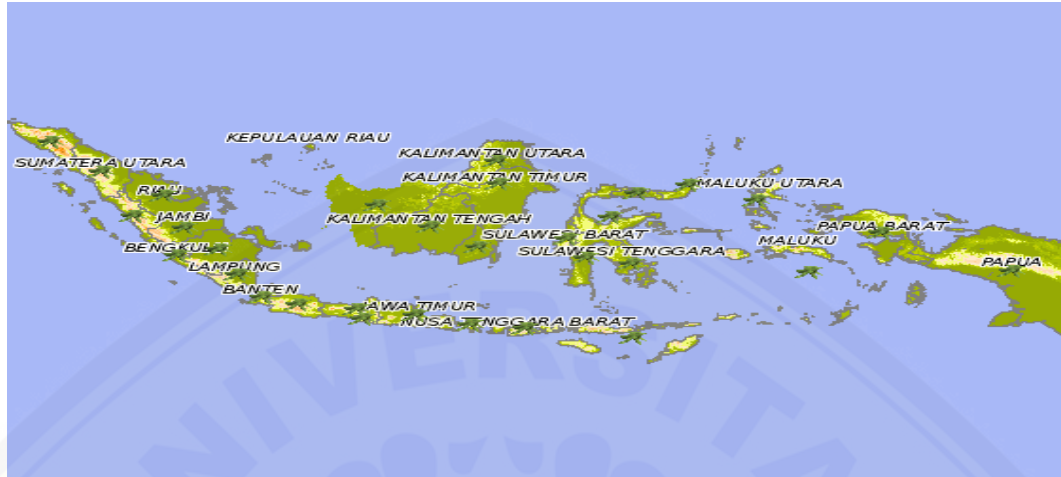 KEPULAUAN RIAU
KALIMANTAN UTARA
SUMATERA UTARA
KALIMANTAN TIMUR
MALUKU UTARA
RIAU
JAMBI
KALIMANTAN TENGAH
PAPUA BARAT
SULAWESI BARAT
MALUKU
BENGKULU
SULAWESI TENGGARA
PAPUA
LAMPUNG
BANTEN
JAWA TIMUR
NUSA TENGGARA BARAT
UNIVERSITA